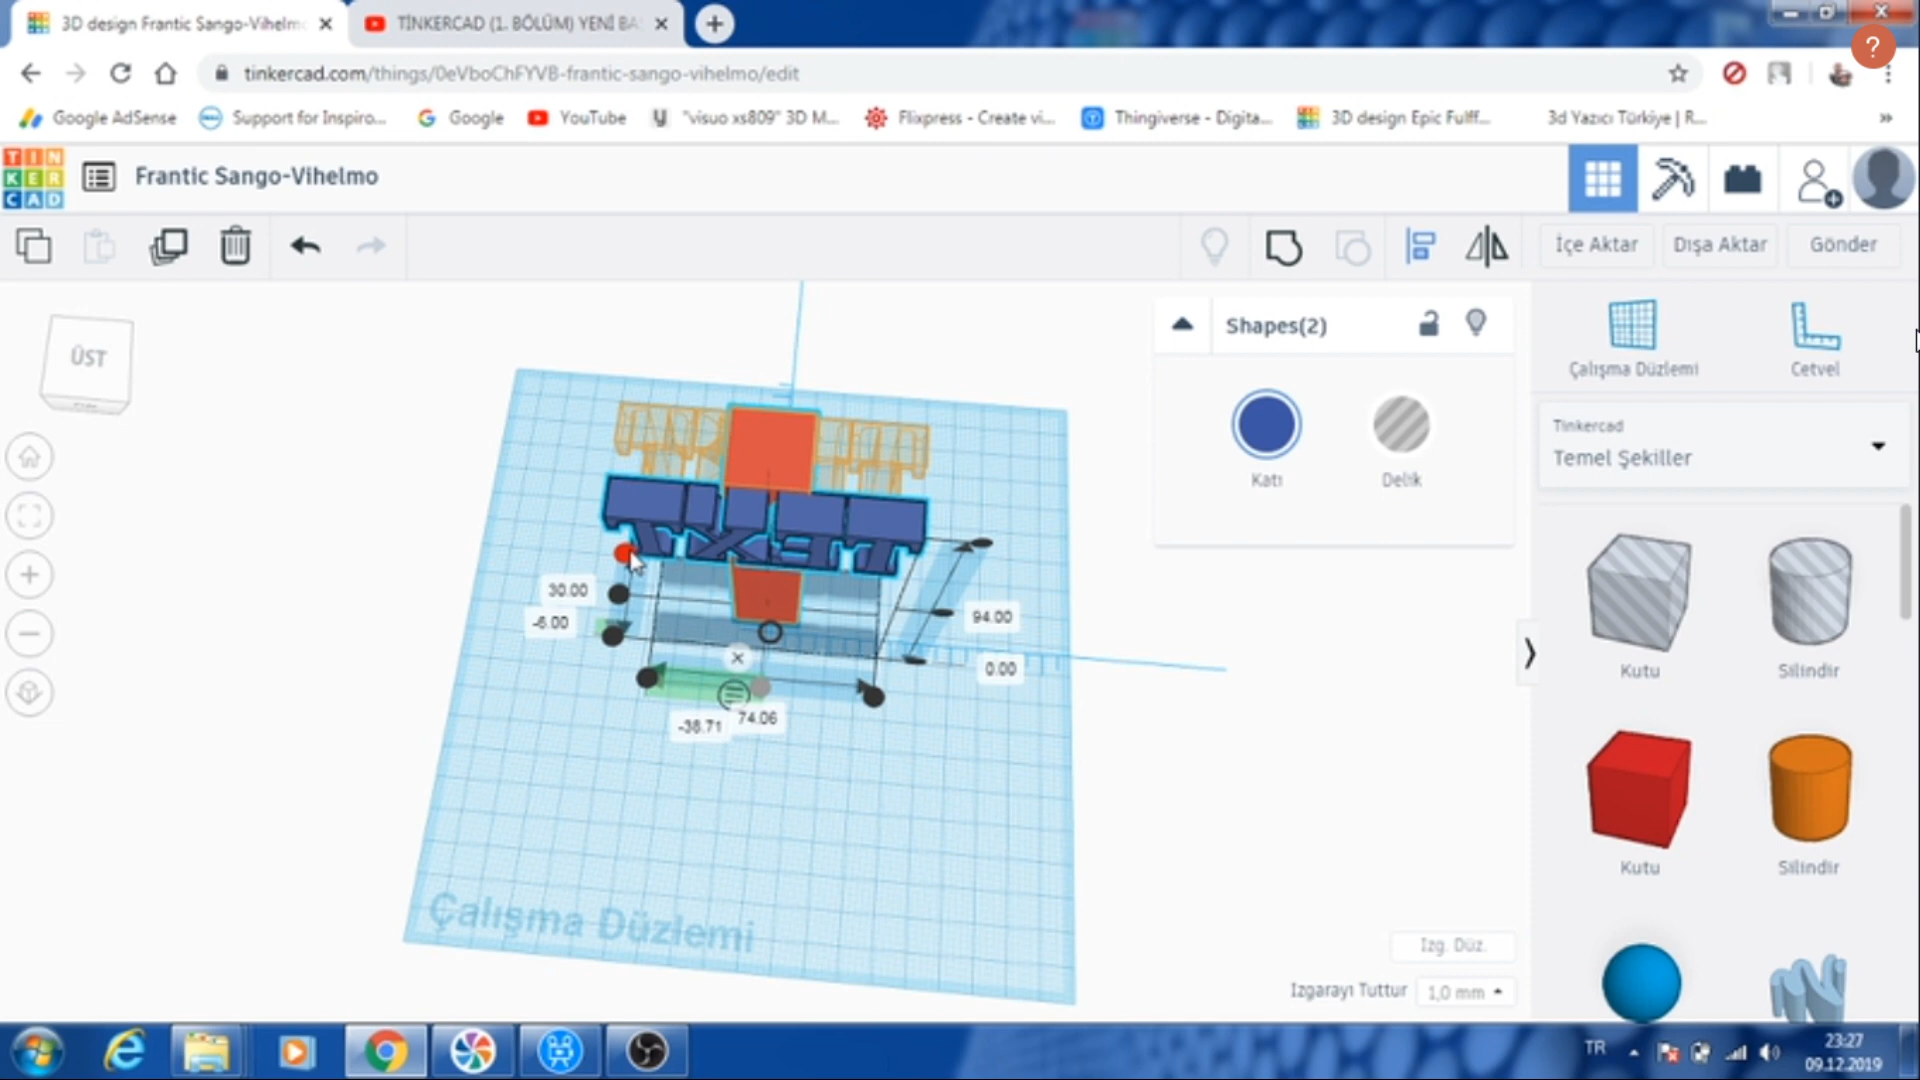 3D design Frantic Sango-Vihelmo
TİNKERCAD (1. BÖLÜM) YENİ BA
tinkercad.com/things/0eVboChFYVB-frantic-sango-vihelmo/edit
Google AdSense
Support for Inspiro...
Google
YouTube
"visuo xs809" 3D M...
Flixpress - Create vi...
Thingiverse - Digita...
3D design Epic Fulff...
3d Yazıcı Türkiye | R...
»
?
TIN
KER
CAD
Frantic Sango-Vihelmo
İçe Aktar
Dışa Aktar
Gönder
ÜST
Shapes(2)
Katı
Delik
Çalışma Düzlemi
Cetvel
Tinkercad
Temel Şekiller
Kutu
Silindir
Kutu
Silindir
TEXT
30.00
-6.00
94.00
0.00
-38.71
74.06
Çalışma Düzlemi
Izg. Düz.
Izgarayı Tuttur
1,0 mm
TR
23:27
09.12.2019